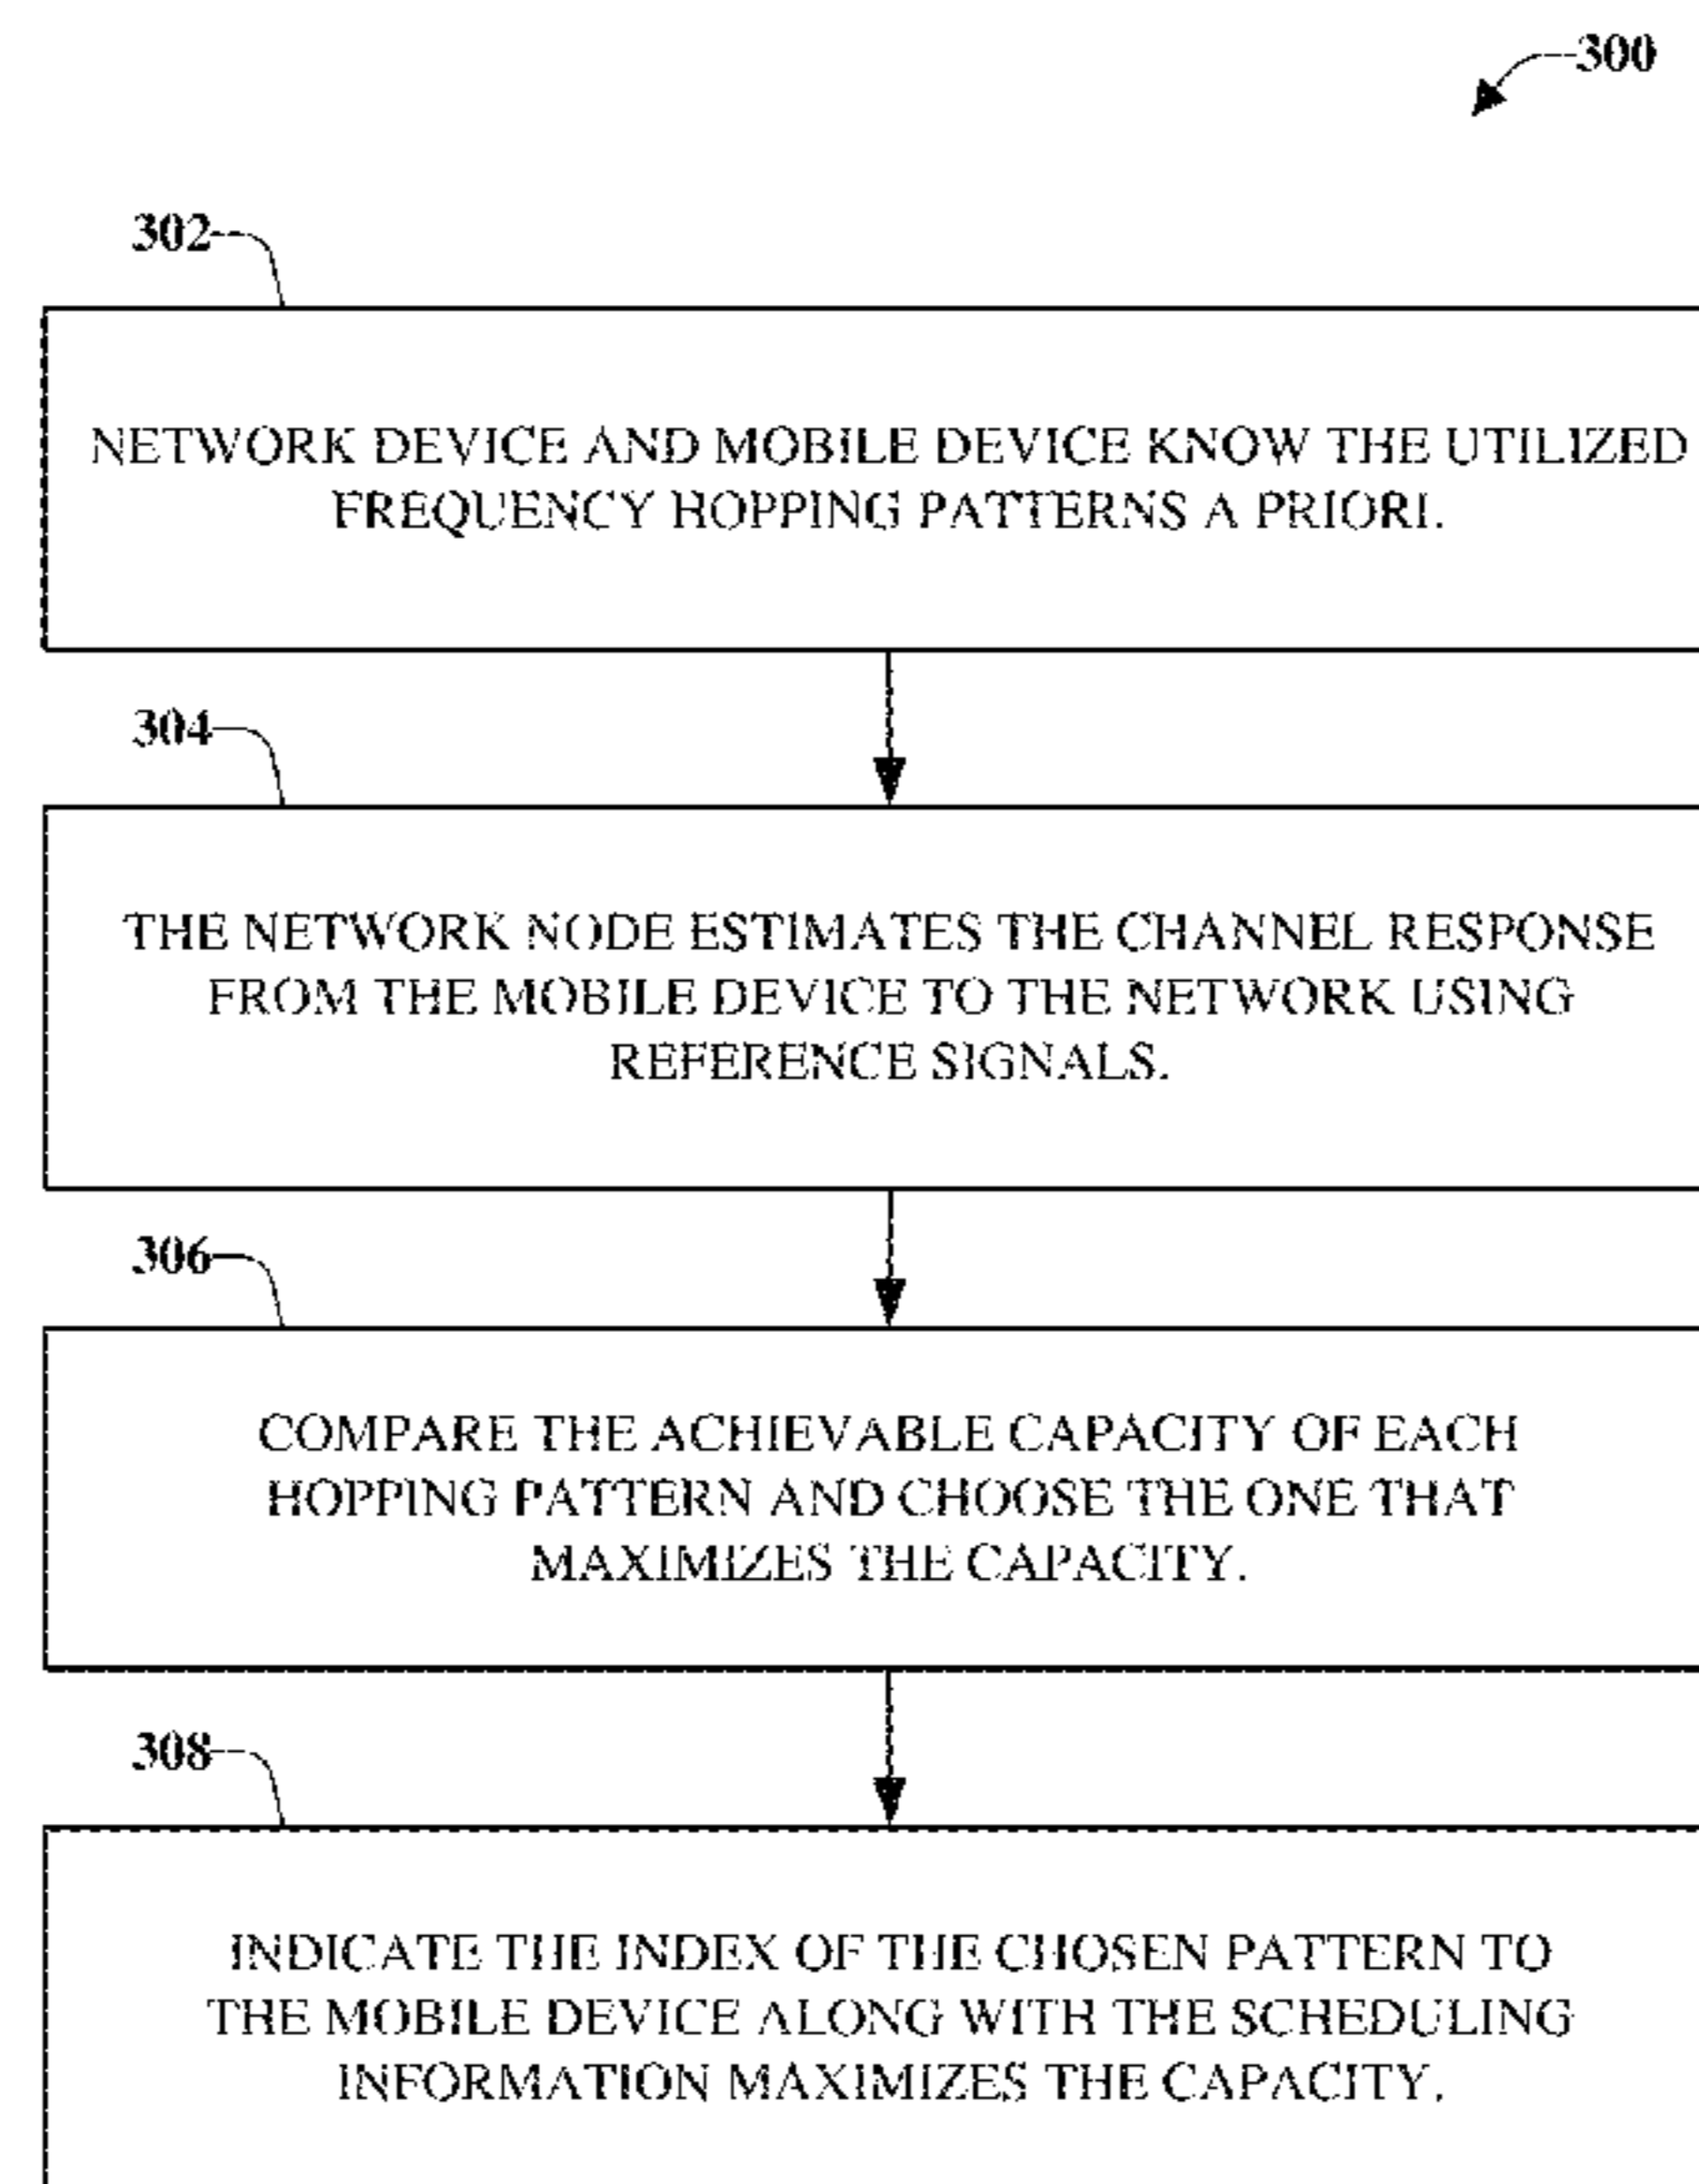 300
302
NETWORK DEVICE AND MOBILE DEVICE KNOW THE UTILIZED
FREQUENCY HOPPING PATTERNS A PRIORI.
304
THE NETWORK NODE ESTIMATES THE CHANNEL RESPONSE
FROM THE MOBILE DEVICE TO THE NETWORK USING
REFERENCE SIGNALS.
306
COMPARE THE ACHIEVABLE CAPACITY OF EACH
HOPPING PATTERN AND CHOOSE THE ONE THAT
MAXIMIZES THE CAPACITY.
308
INDICATE THE INDEX OF THE CHOSEN PATTERN TO
THE MOBILE DEVICE ALONG WITH THE SCHEDULING
INFORMATION MAXIMIZES THE CAPACITY.